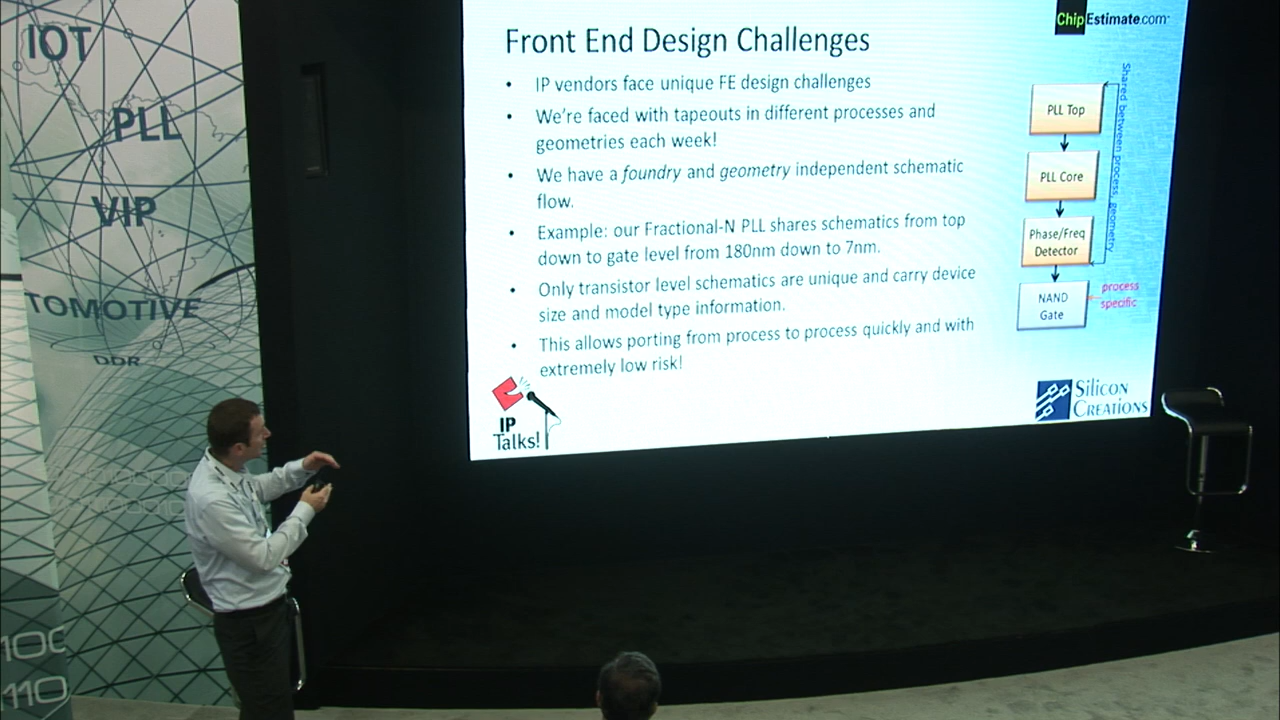 IOT
PLL
VIP
TOMOTIVE
DDR
100
110
Front End Design Challenges
• IP vendors face unique FE design challenges
• We're faced with tapeouts in different processes and
geometries each week!
• We have a foundry and geometry independent schematic
flow.
• Example: our Fractional-N PLL shares schematics from top
down to gate level from 180nm down to 7nm.
• Only transistor level schematics are unique and carry device
size and model type information.
• This allows porting from process to process quickly and with
extremely low risk!
IP
Talks!
ChipEstimate.com
PLL Top
PLL Core
Phase/Freq
Detector
NAND
Gate
Shared between process, geometry
process
specific
Silicon
Creations